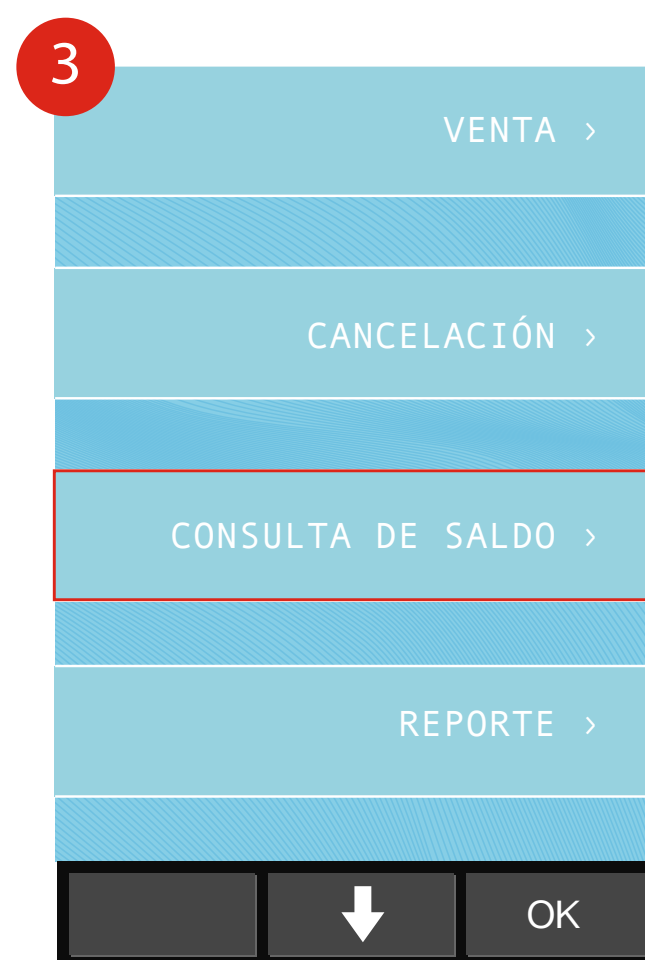 3
VENTA >
CANCELACIÓN >
CONSULTA DE SALDO >
REPORTE >
OK